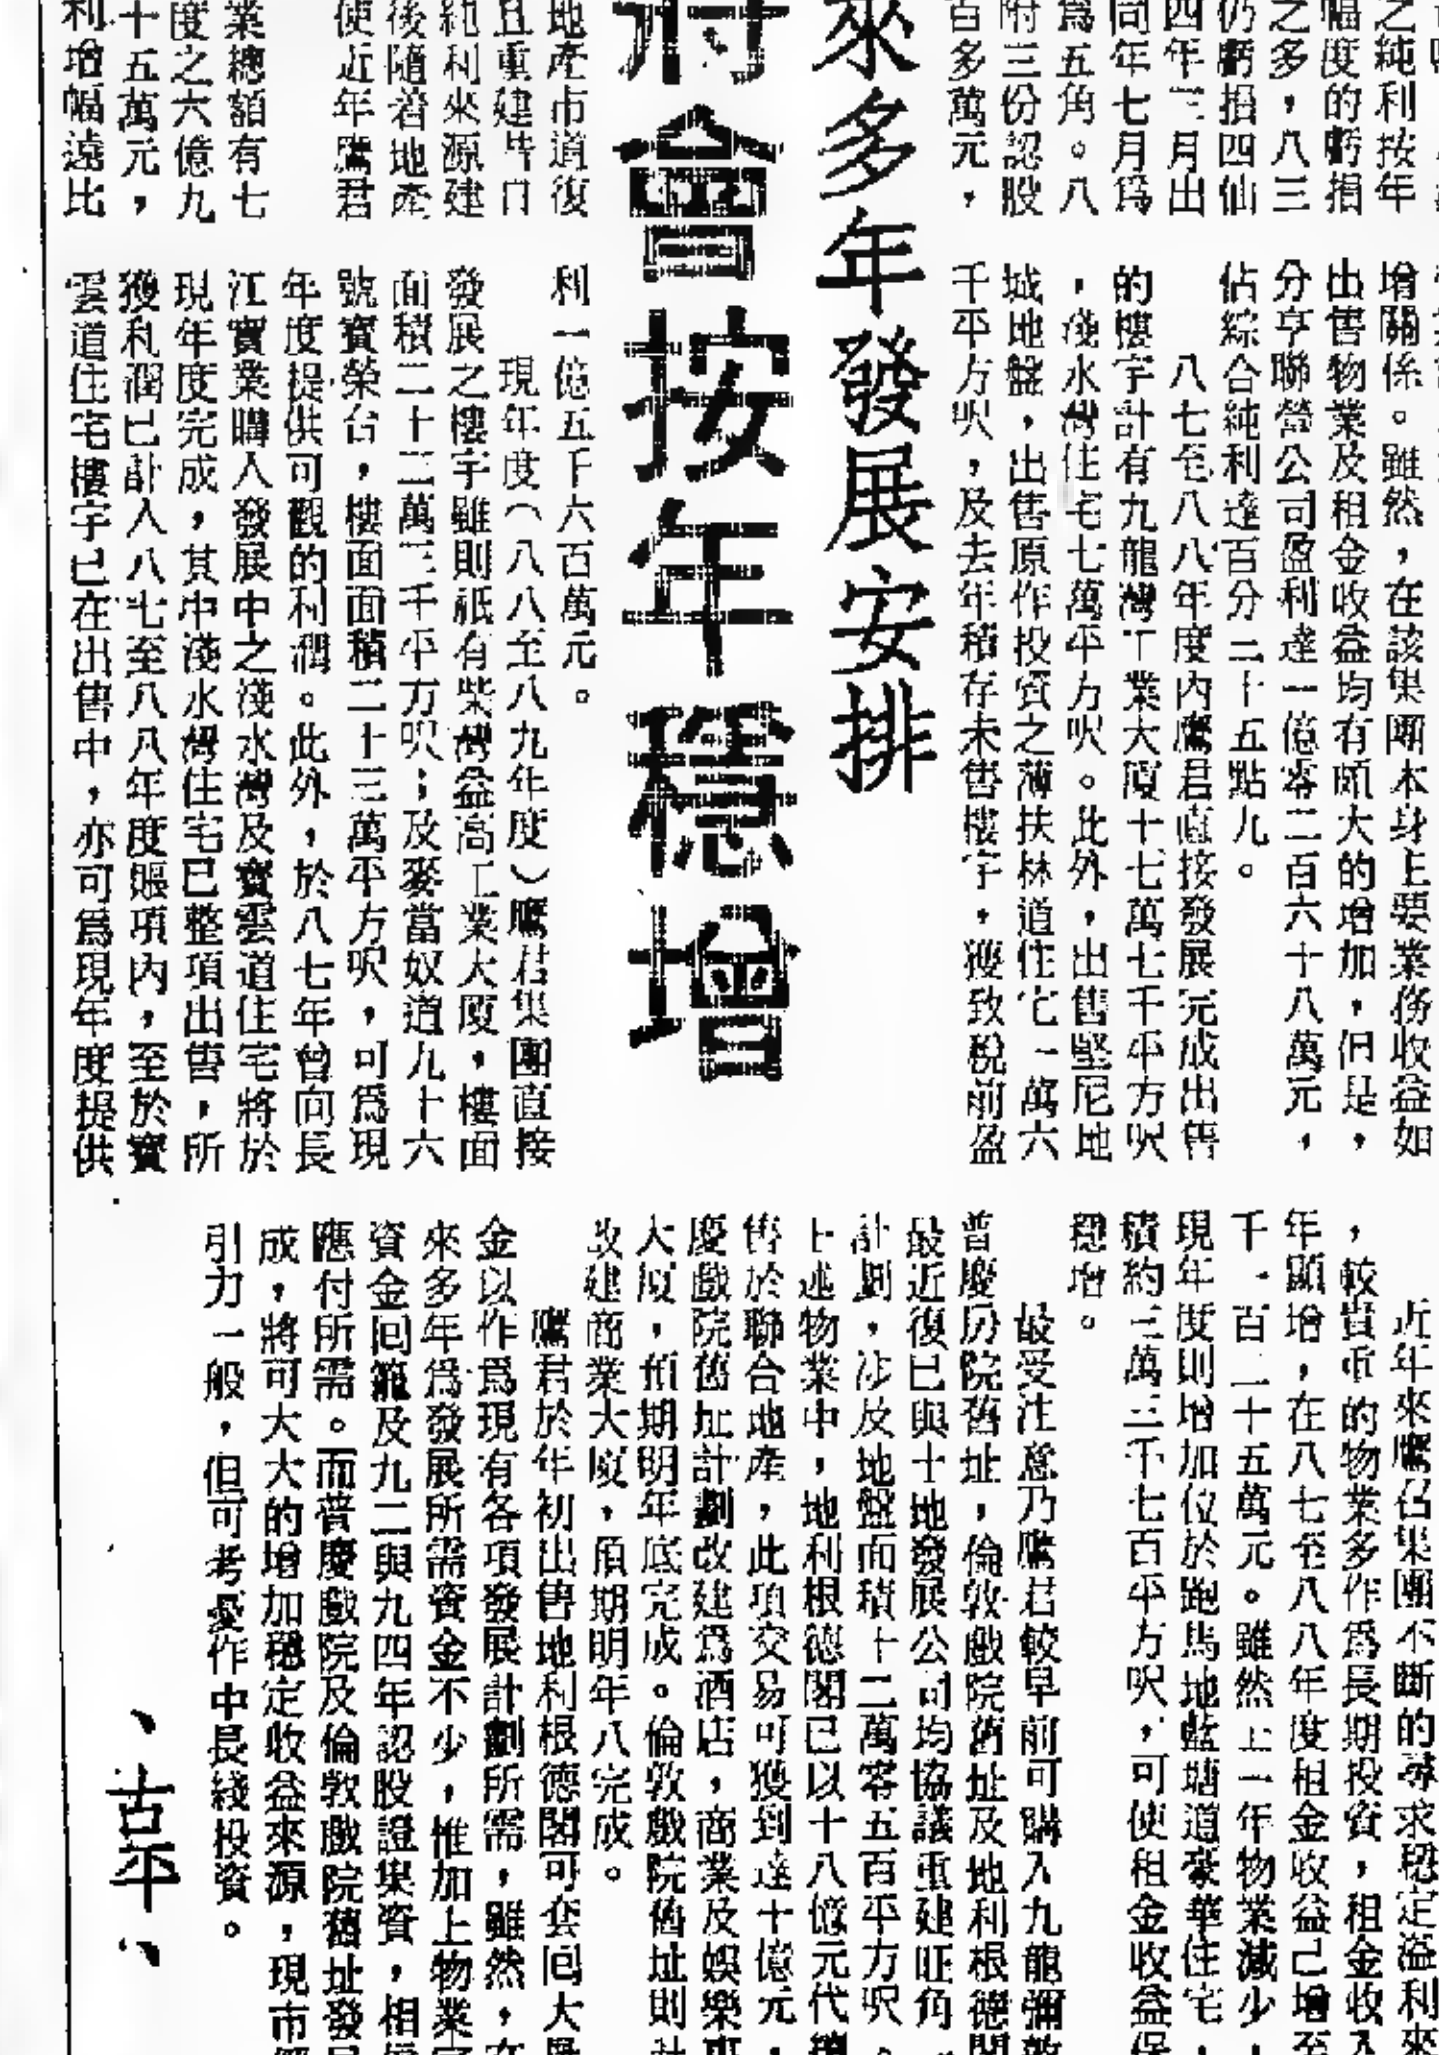 之純利按年
幅度的虧損
之多，八三
仍虧損四仙
四年三月出
同年七月爲
爲五角。八
附三份認股
百多萬元，
來多年發展安排
會按年穩增
地產市道復
且重建皆口
純利來源建
後隨着地產
使近年鷹君
業總額有七
度之六億九
十五萬元，
利增幅遠比
增關係。雖然，在該集團本身主要業務收益如
出售物業及租金收益均有頗大的增加，但是，
分享聯營公司盈利達一億零二百六十八萬元，
佔綜合純利達百分二十五點九。
八七至八八年度內鷹君直接發展完成出售
的樓宇計有九龍灣工業大廈十七萬七千平方呎
，淺水灣住宅七萬平方呎。此外，出售堅尼地
城地盤，出售原作投資之薄扶林道住宅一萬六
千平方呎，及去年積存未售樓宇，獲致稅前盈
利一億五千六百萬元。
現年度（八八至八九年度）鷹君集團直接
發展之樓宇雖則祇有柴灣益高工業大廈，樓面
面積二十二萬三千平方呎；及麥當奴道九十六
號寶榮台，樓面面積二十三萬平方呎，可爲現
年度提供可觀的利潤。此外，於八七年曾向長
江實業購入發展中之淺水灣及寶雲道住宅將於
現年度完成，其中淺水灣住宅已整項出售，所
獲利潤已計入八七至八八年度賬項內，至於寶
雲道住宅樓宇已在出售中，亦可爲現年度提供
近年來鷹君集團不斷的尋求穩定溢利來
，較貴重的物業多作爲長期投資，租金收入
年顯增，在八七至八八年度租金收益已增至
千一百二十五萬元。雖然上一年物業減少，
現年度則增加位於跑馬地藍塘道豪華住宅，
積約三萬三千七百平方呎，可使租金收益保
穩增。
最受注意乃鷹君較早前可購入九龍彌敦
普慶戲院舊址，倫敦戲院舊址及地利根德閣
最近復已與土地發展公司均協議重建旺角，
計劃，涉及地盤面積十二萬零五百平方呎。
上述物業中，地利根德閣已以十八億元代價
售於聯合地產，此項交易可獲利達十億元，
慶戲院舊址計劃改建爲酒店，商業及娛樂
大廈，預期明年底完成。倫敦戲院舊址則計
改建商業大廈，原期明年八完成。
鷹君於年初出售地利根德閣可套回大
金以作爲現有各項發展計劃所需，雖然，
來多年爲發展所需資金不少，惟加上物業
資金回籠及九二與九四年認股證集資，相信
應付所需。而普慶戲院及倫敦戲院舊址發展
成，將可大大的增加穩定收益來源，現市
引力一般，但可考慮作中長綫投資。
、古平、